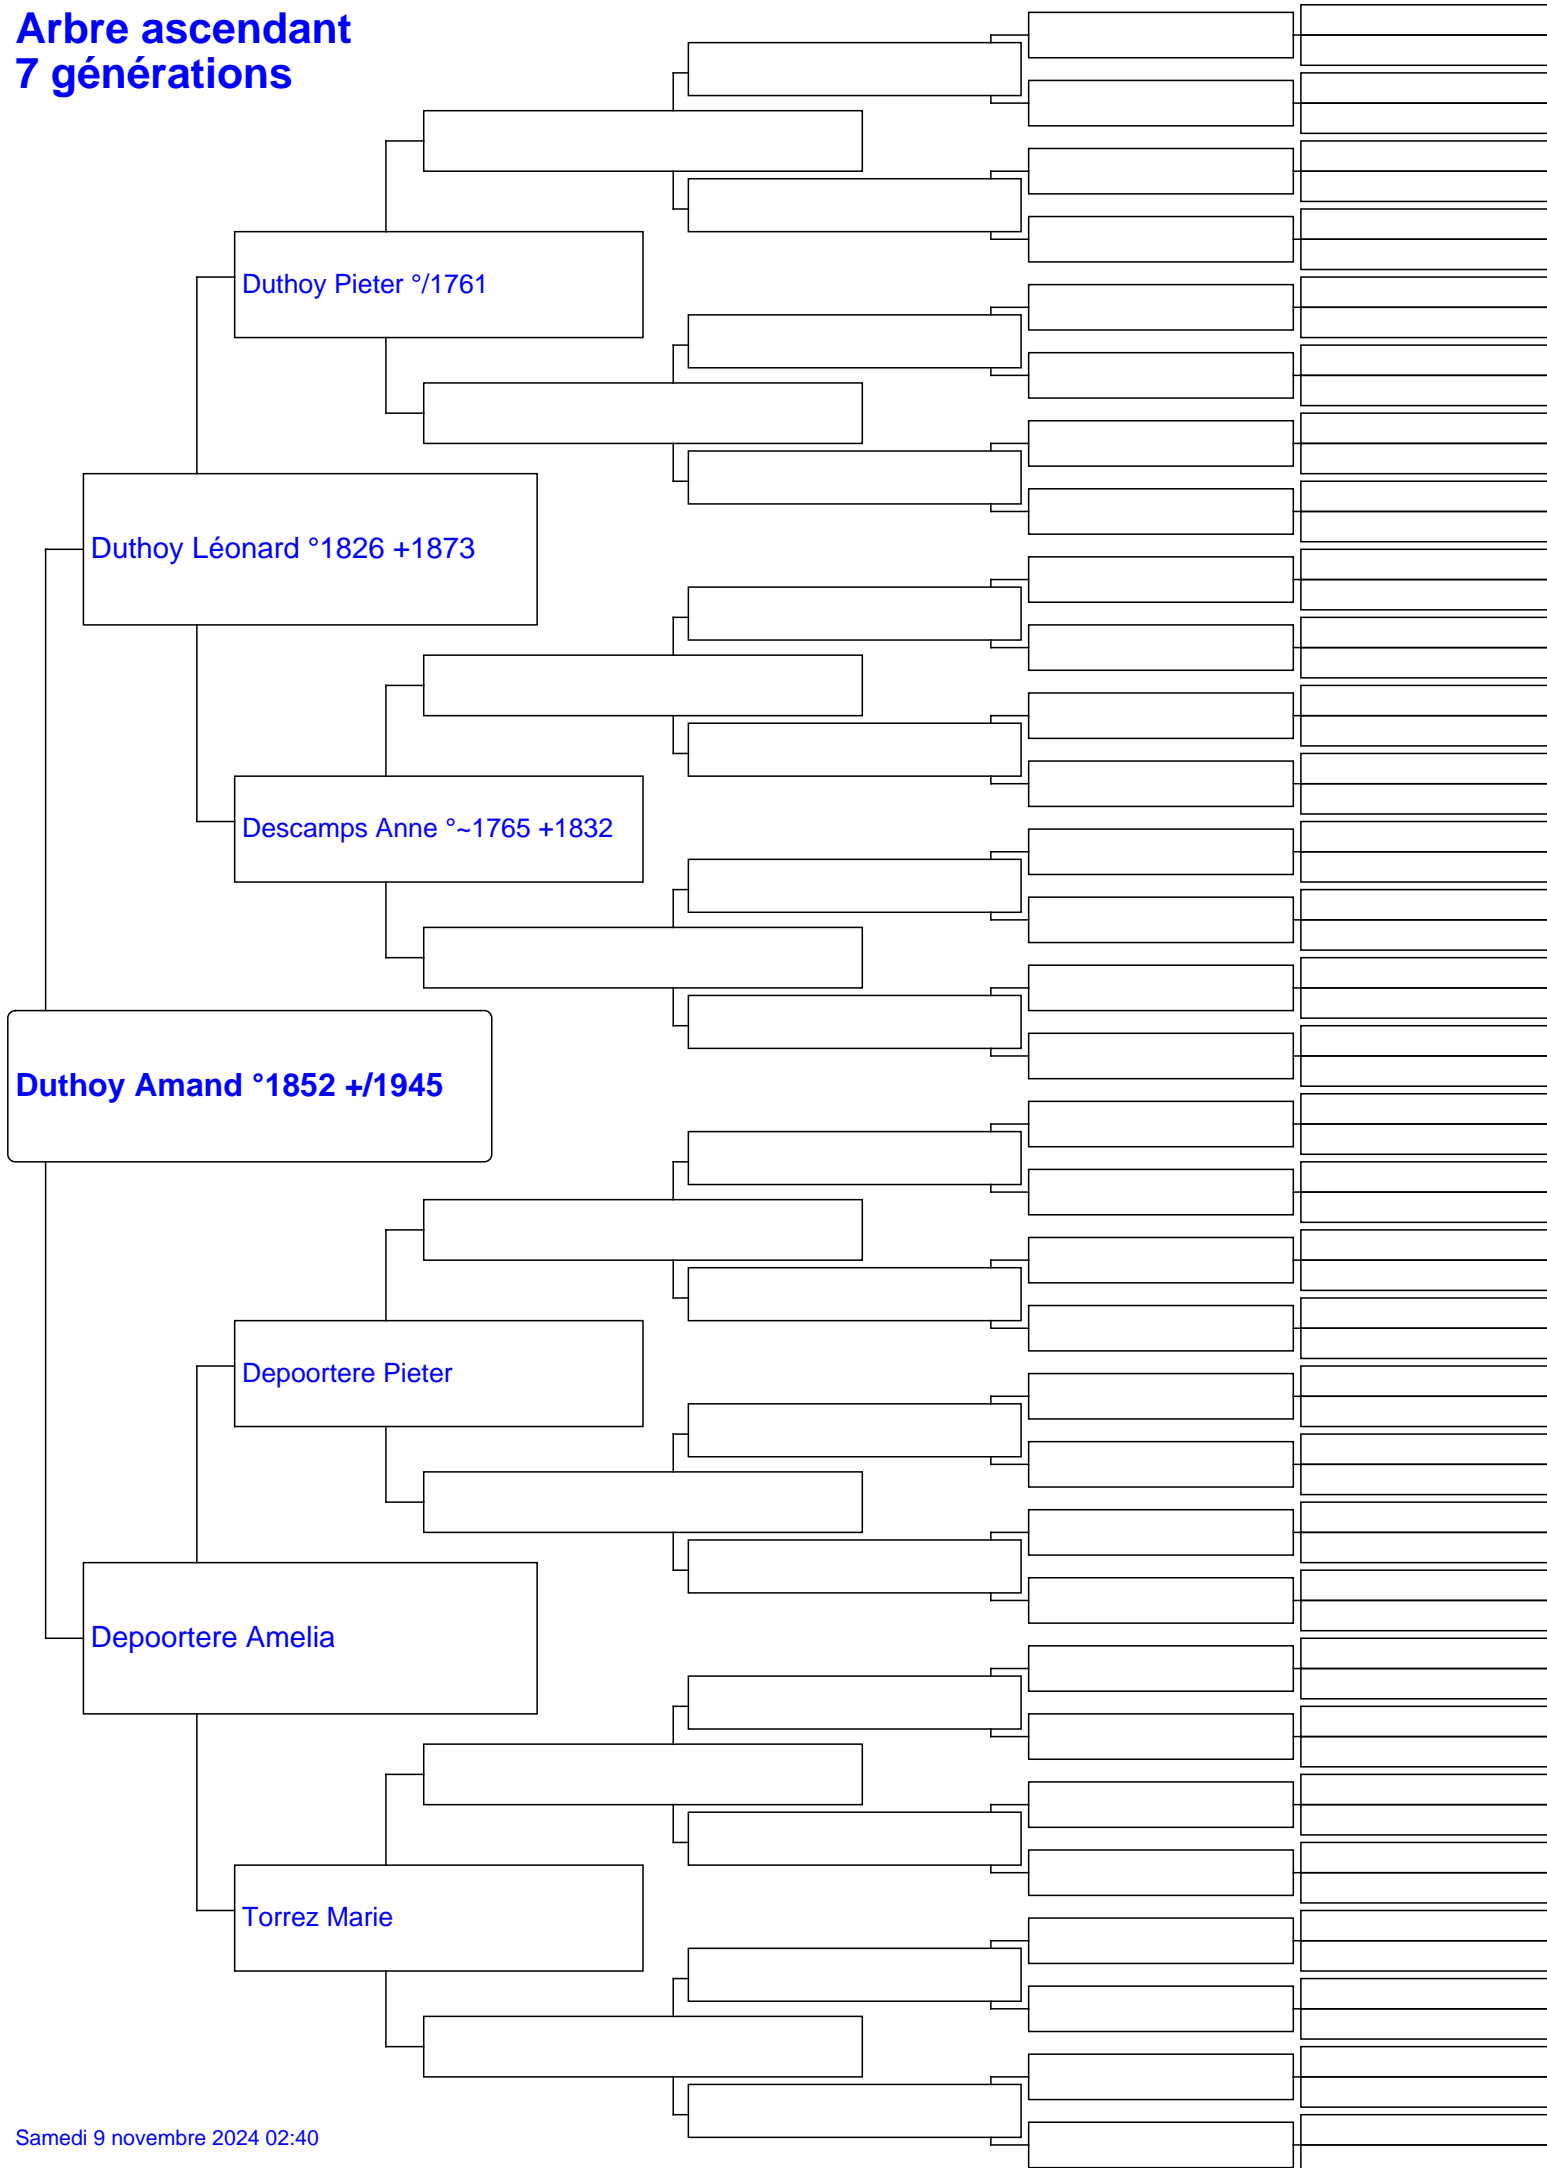 Arbre ascendant
7 générations
Duthoy Pieter °/1761
Duthoy Léonard °1826 +1873
Descamps Anne °~1765 +1832
Duthoy Amand °1852 +/1945
Depoortere Pieter
Depoortere Amelia
Torrez Marie
Samedi 9 novembre 2024 02:40